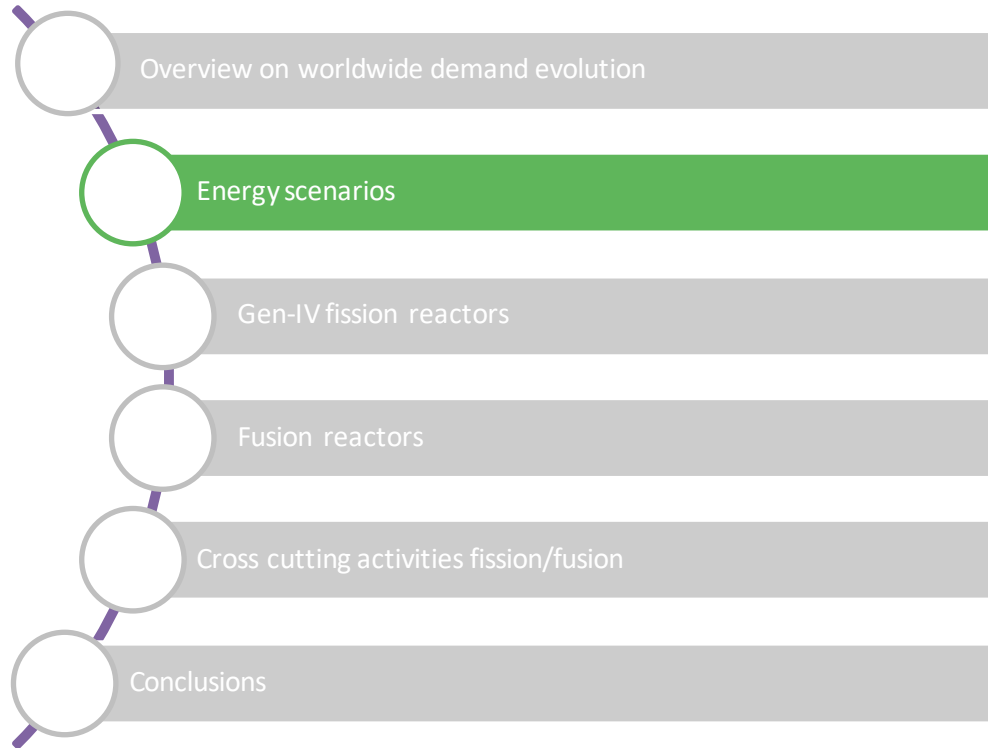 Overview on worldwide demand evolution
Energy scenarios
Gen-IV fission reactors
Fusion reactors
Cross cutting activities fission/fusion
Conclusions